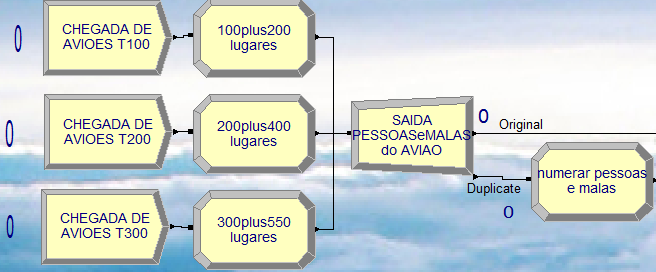 0
CHEGADA DE
AVIOES T100
100plus200
lugares
0
CHEGADA DE
AVIOES T200
200plus400
lugares
0
CHEGADA DE
AVIOES T300
300plus550
lugares
SAIDA
PESSOASeMALAS
do AVIAO
0
Original
Duplicate
0
numerar pessoas
e malas